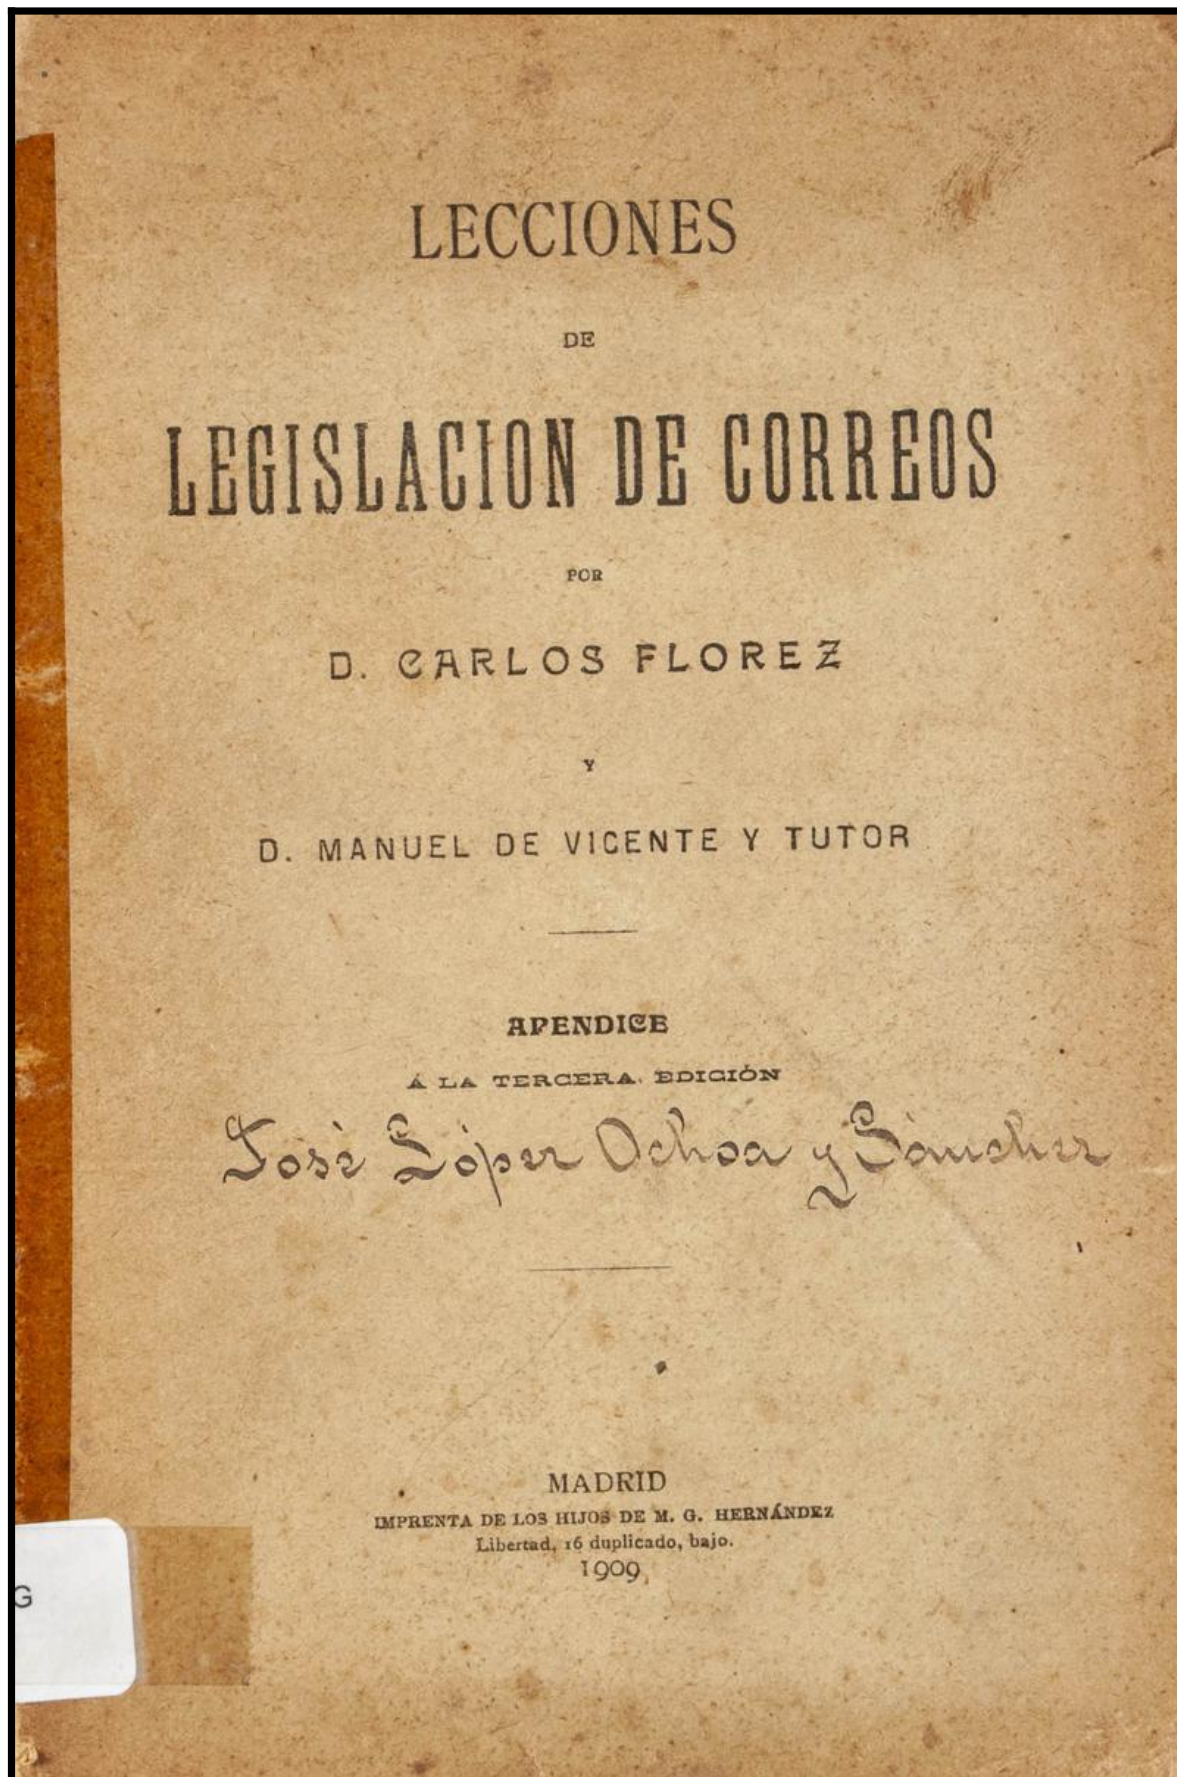 LECCIONES
DE
LEGISLACION DE CORREOS
POR
D. CARLOS FLOREZ
Y
D. MANUEL DE VICENTE Y TUTOR
APENDICE
Á LA TERCERA EDICIÓN
José López Ochoa y Sánchez
MADRID
IMPRENTA DE LOS HIJOS DE M. G. HERNÁNDEZ
Libertad, 16 duplicado, bajo.
1909
G